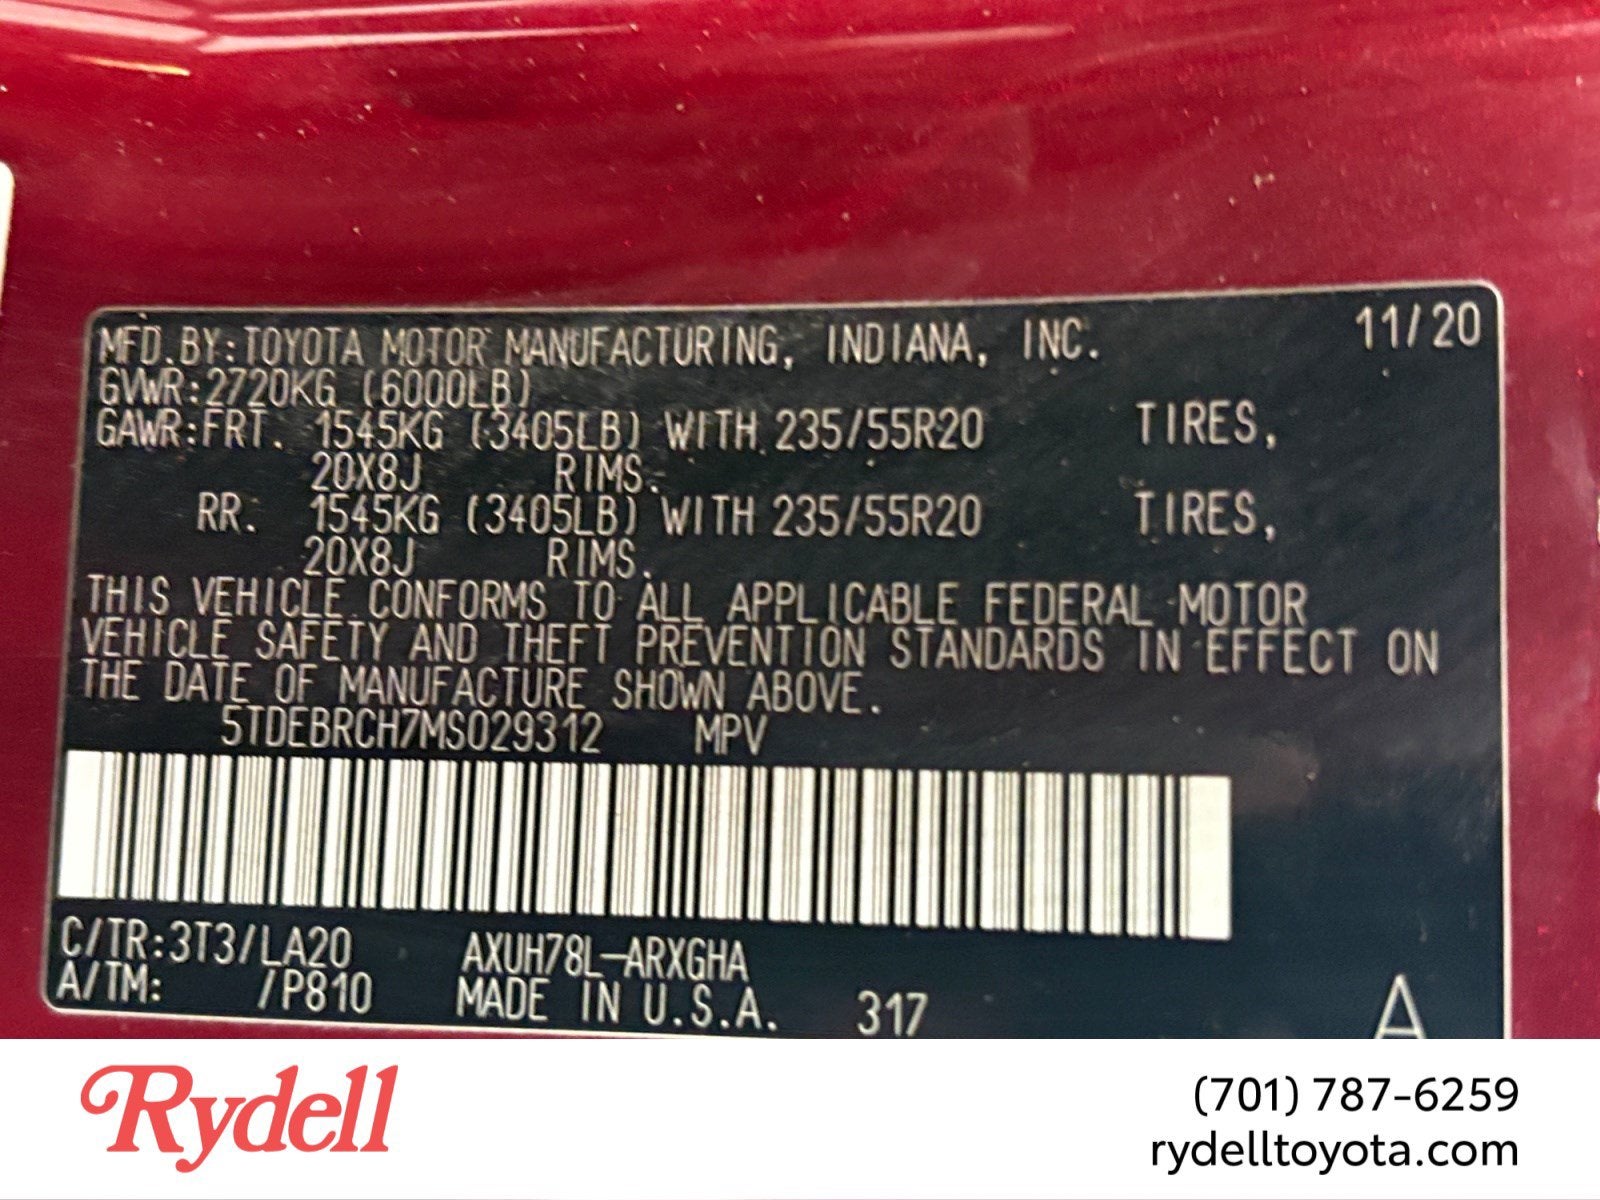 MFD.BY:TOYOTA MOTOR MANUFACTURING, INDIANA, INC. 11/20
GVWR:2720KG (6000LB)
GAWR:FRT. 1545KG (3405LB) WITH 235/55R20 TIRES,
20X8J RIMS.
RR. 1545KG (3405LB) WITH 235/55R20 TIRES,
20X8J RIMS.
THIS VEHICLE CONFORMS TO ALL APPLICABLE FEDERAL MOTOR
VEHICLE SAFETY AND THEFT PREVENTION STANDARDS IN EFFECT ON
THE DATE OF MANUFACTURE SHOWN ABOVE.
5TDEBRCH7MS029312 MPV
C/TR:3T3/LA20 AXUH78L-ARXGHA
A/TM: /P810 MADE IN U.S.A. 317 A
Rydell
(701) 787-6259
rydelltoyota.com